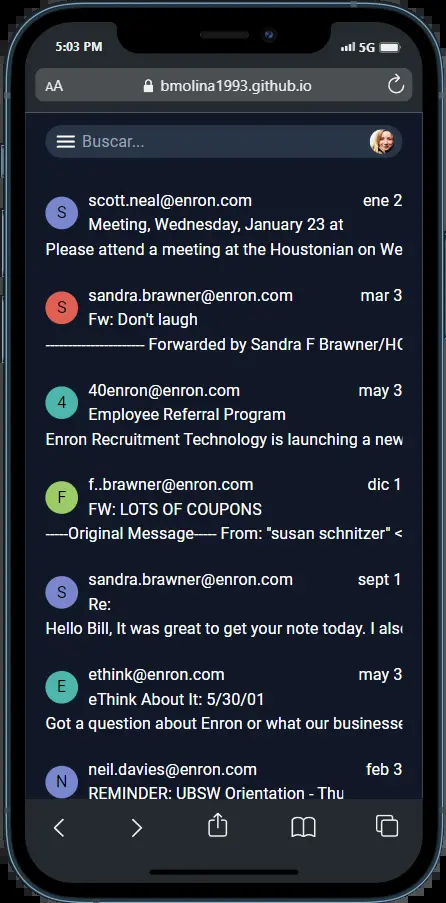 5:03 PM
5G
AA
bmolina1993.github.io
Buscar...
S
scott.neal@enron.com
ene 2
Meeting, Wednesday, January 23 at
Please attend a meeting at the Houstonian on We
S
sandra.brawner@enron.com
mar 3
Fw: Don't laugh
---------------------- Forwarded by Sandra F Brawner/HO
4
40enron@enron.com
may 3
Employee Referral Program
Enron Recruitment Technology is launching a new
F
f..brawner@enron.com
dic 1
FW: LOTS OF COUPONS
-----Original Message----- From: "susan schnitzer" <
S
sandra.brawner@enron.com
sept 1
Re:
Hello Bill, It was great to get your note today. I also
E
ethink@enron.com
may 3
eThink About It: 5/30/01
Got a question about Enron or what our businesse
N
neil.davies@enron.com
feb 3
REMINDER: UBSW Orientation - Thu